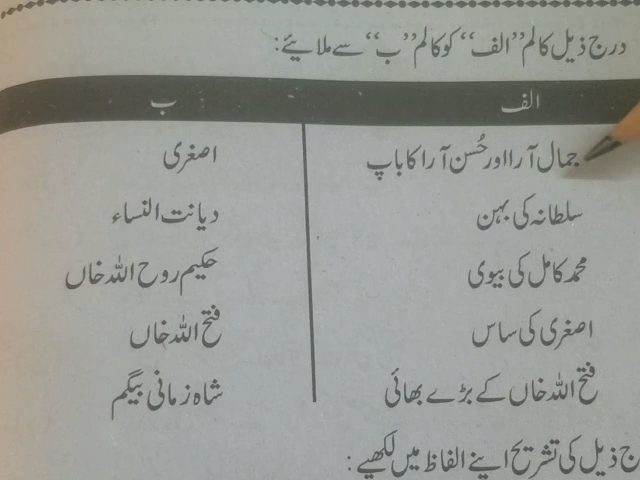 درج ذیل کالم ”الف“ کو کالم ”ب“ سے ملائیے:
الف ب
جمال آرا اور حُسن آرا کا باپ اصغری
سلطانہ کی بہن دیانت النساء
محمد کامل کی بیوی حکیم روح اللہ خاں
اصغری کی ساس فتح اللہ خاں
فتح اللہ خاں کے بڑے بھائی شاہ زمانی بیگم
ج ذیل کی تشریح اپنے الفاظ میں لکھیے: